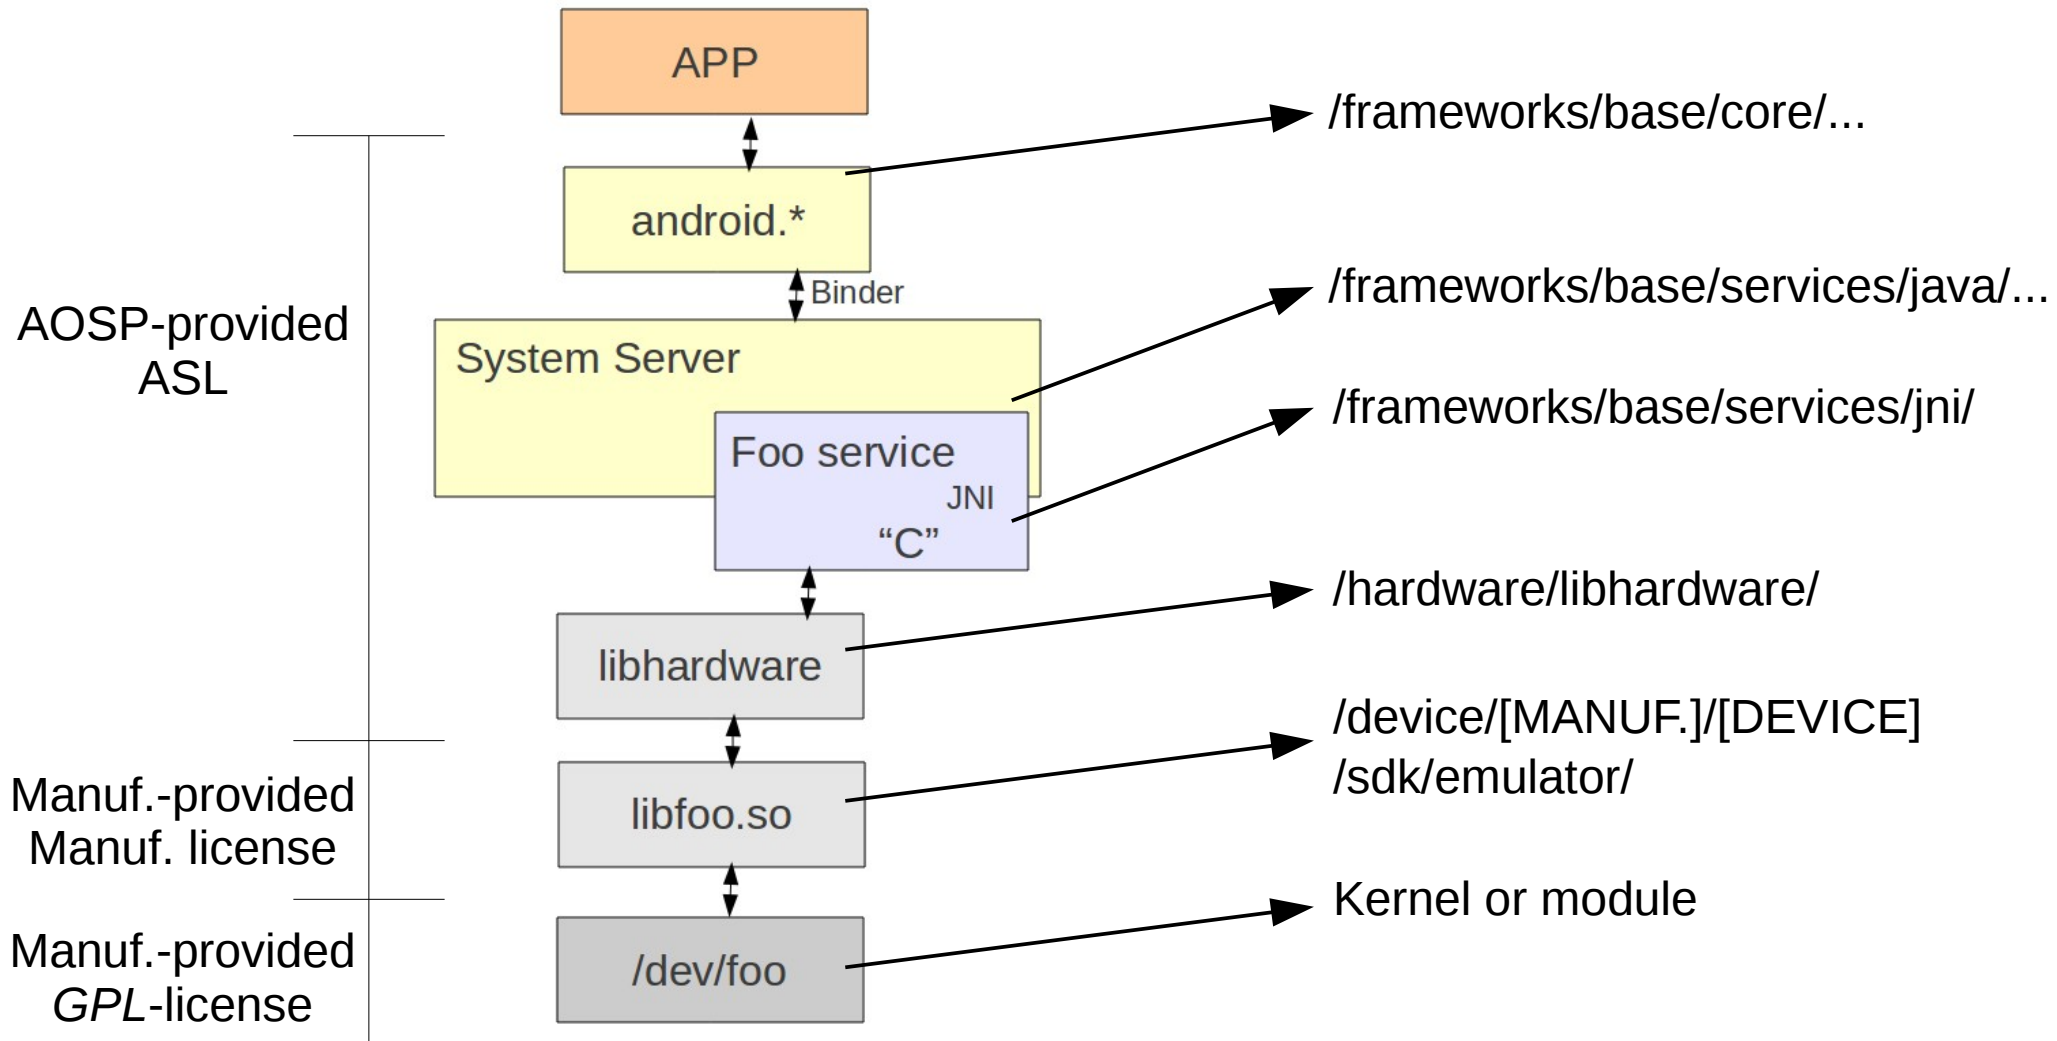 APP
/frameworks/base/core/...
android.*
Binder
/frameworks/base/services/java/...
AOSP-provided
ASL
System Server
/frameworks/base/services/jni/
Foo service
JNI
“C”
/hardware/libhardware/
libhardware
/device/[MANUF.]/[DEVICE]
/sdk/emulator/
Manuf.-provided
Manuf. license
libfoo.so
Kernel or module
Manuf.-provided
GPL-license
/dev/foo